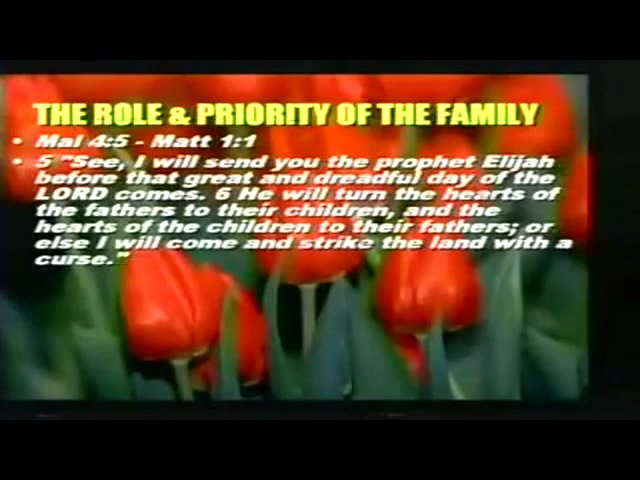 THE ROLE & PRIORITY OF THE FAMILY
• Mal 4:5 - Matt 1:1
• 5 "See, I will send you the prophet Elijah
before that great and dreadful day of the
LORD comes. 6 He will turn the hearts of
the fathers to their children, and the
hearts of the children to their fathers; or
else I will come and strike the land with a
curse."